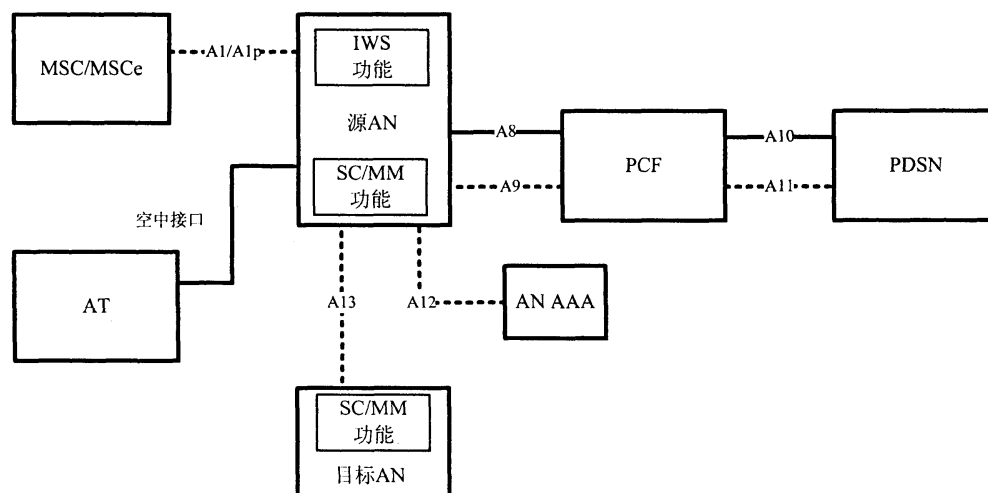 MSC/MSCe
A1/A1p
IWS
功能
源AN
SC/MM
功能
A8
A9
PCF
A10
A11
PDSN
空中接口
AT
A13
A12
AN AAA
SC/MM
功能
目标AN